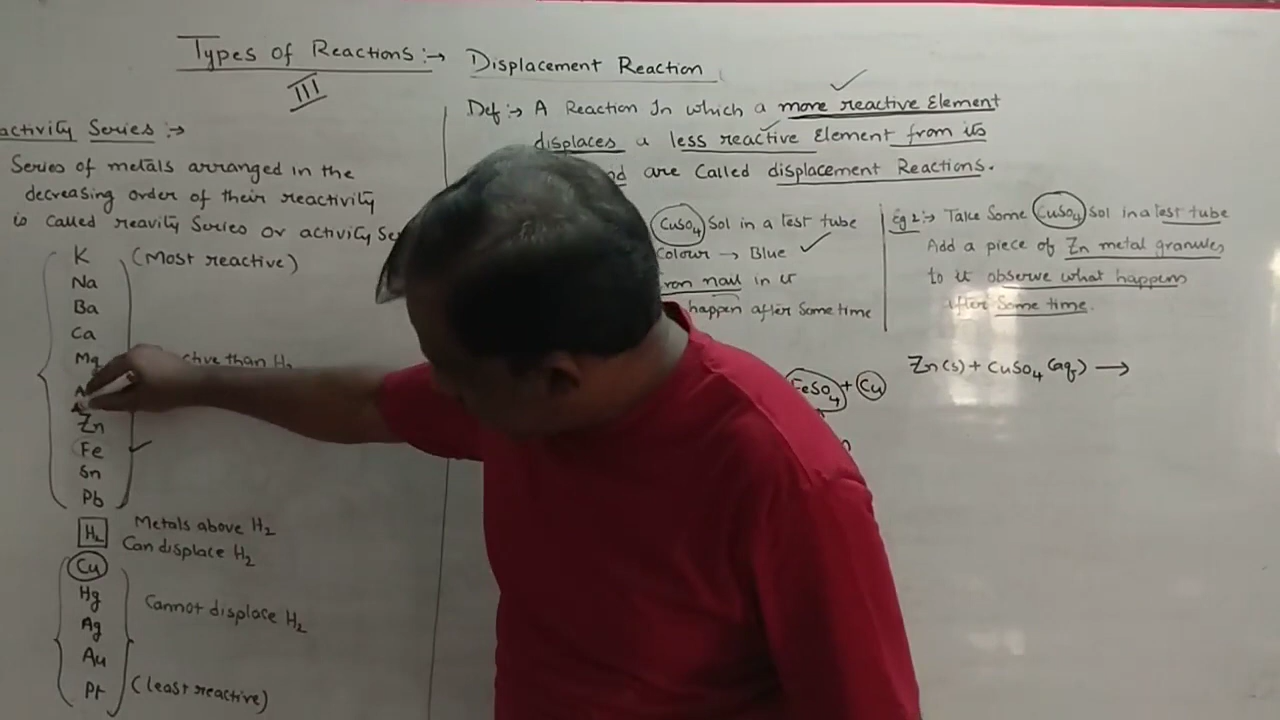 Types of Reactions:→ Displacement Reaction
III
activity Series :→
Series of metals arranged in the
decreasing order of their reactivity
is called reavity Series or activity Se
K (Most reactive)
Na
Ba
Ca
Mg
ctive than H2
Zn
Fe ✓
Sn
Pb
H2 Metals above H2
Can displace H2
Cu
Hg
Cannot displace H2
Ag
Au
Pt (least reactive)
Def:→ A Reaction In which a more reactive Element
displaces a less reactive Element from its
nd are Called displacement Reactions.
CuSO4 Sol in a test tube
Colour → Blue ✓
ron nail in it
happen after Some time
FeSO4 + Cu
Eg 2:→ Take Some CuSO4 Sol in a test tube
Add a piece of Zn metal granules
to it observe what happens
after Some time.
Zn(s) + CuSO4 (aq) →